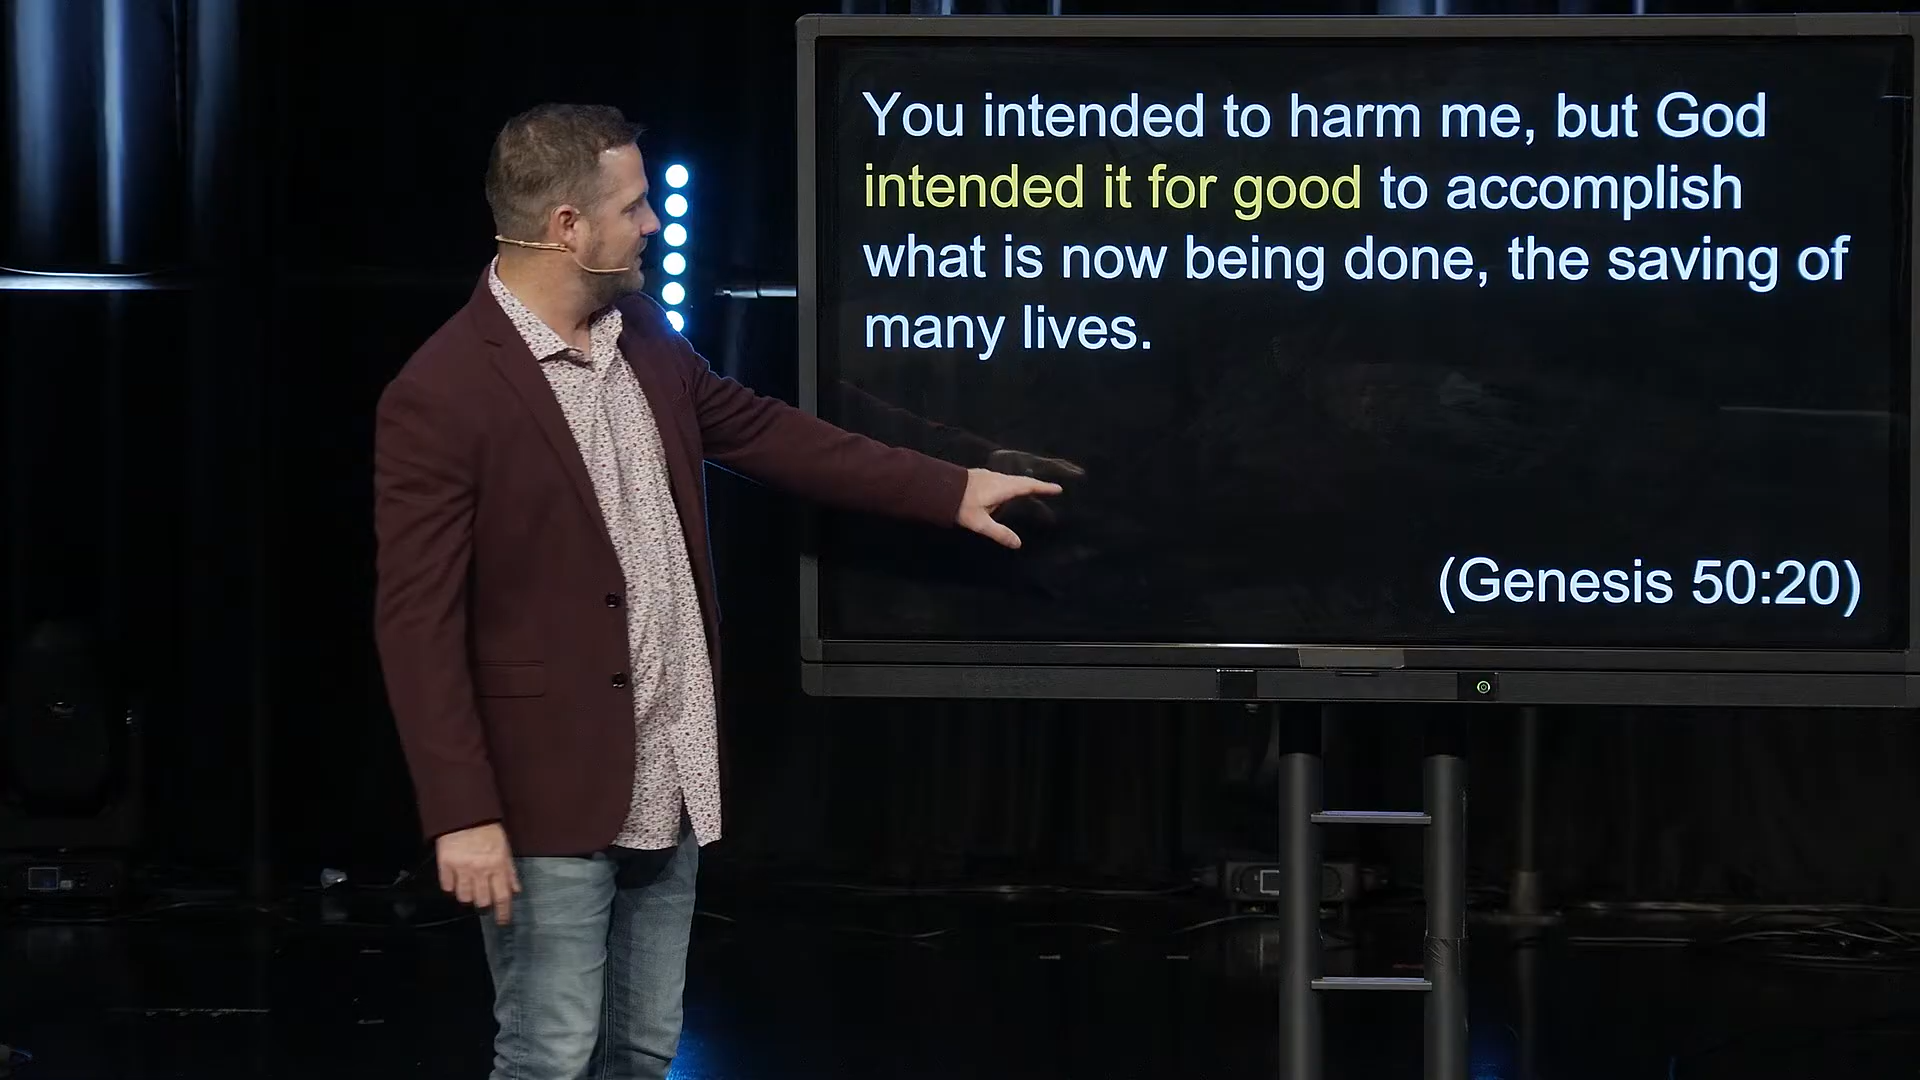 You intended to harm me, but God
intended it for good to accomplish
what is now being done, the saving of
many lives.
(Genesis 50:20)